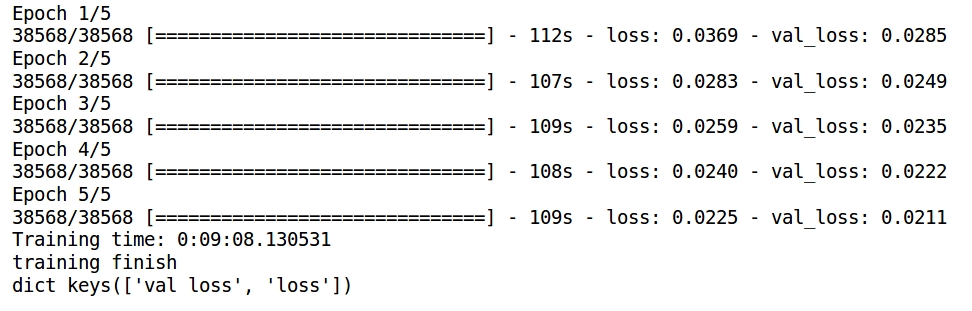 Epoch 1/5
38568/38568 [==============================] - 112s - loss: 0.0369 - val_loss: 0.0285
Epoch 2/5
38568/38568 [==============================] - 107s - loss: 0.0283 - val_loss: 0.0249
Epoch 3/5
38568/38568 [==============================] - 109s - loss: 0.0259 - val_loss: 0.0235
Epoch 4/5
38568/38568 [==============================] - 108s - loss: 0.0240 - val_loss: 0.0222
Epoch 5/5
38568/38568 [==============================] - 109s - loss: 0.0225 - val_loss: 0.0211
Training time: 0:09:08.130531
training finish
dict keys(['val loss', 'loss'])